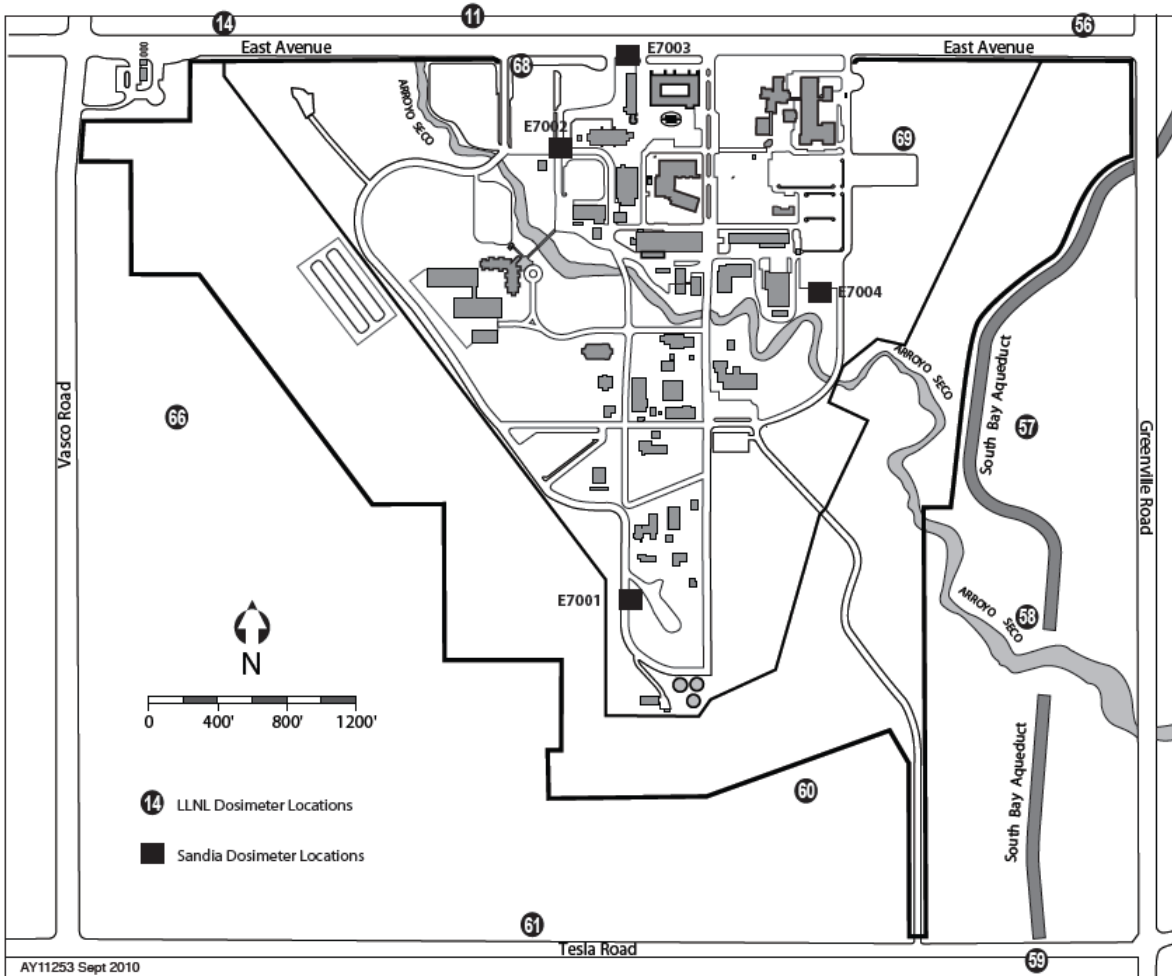 14
11
56
East Avenue
E7003
East Avenue
68
ARROYO SECO
E7002
69
E7004
ARROYO SECO
South Bay Aqueduct
57
Vasco Road
66
Greenville Road
E7001
ARROYO SECO
58
N
0 400' 800' 1200'
14 LLNL Dosimeter Locations
60
South Bay Aqueduct
Sandia Dosimeter Locations
61
Tesla Road
59
AY11253 Sept 2010